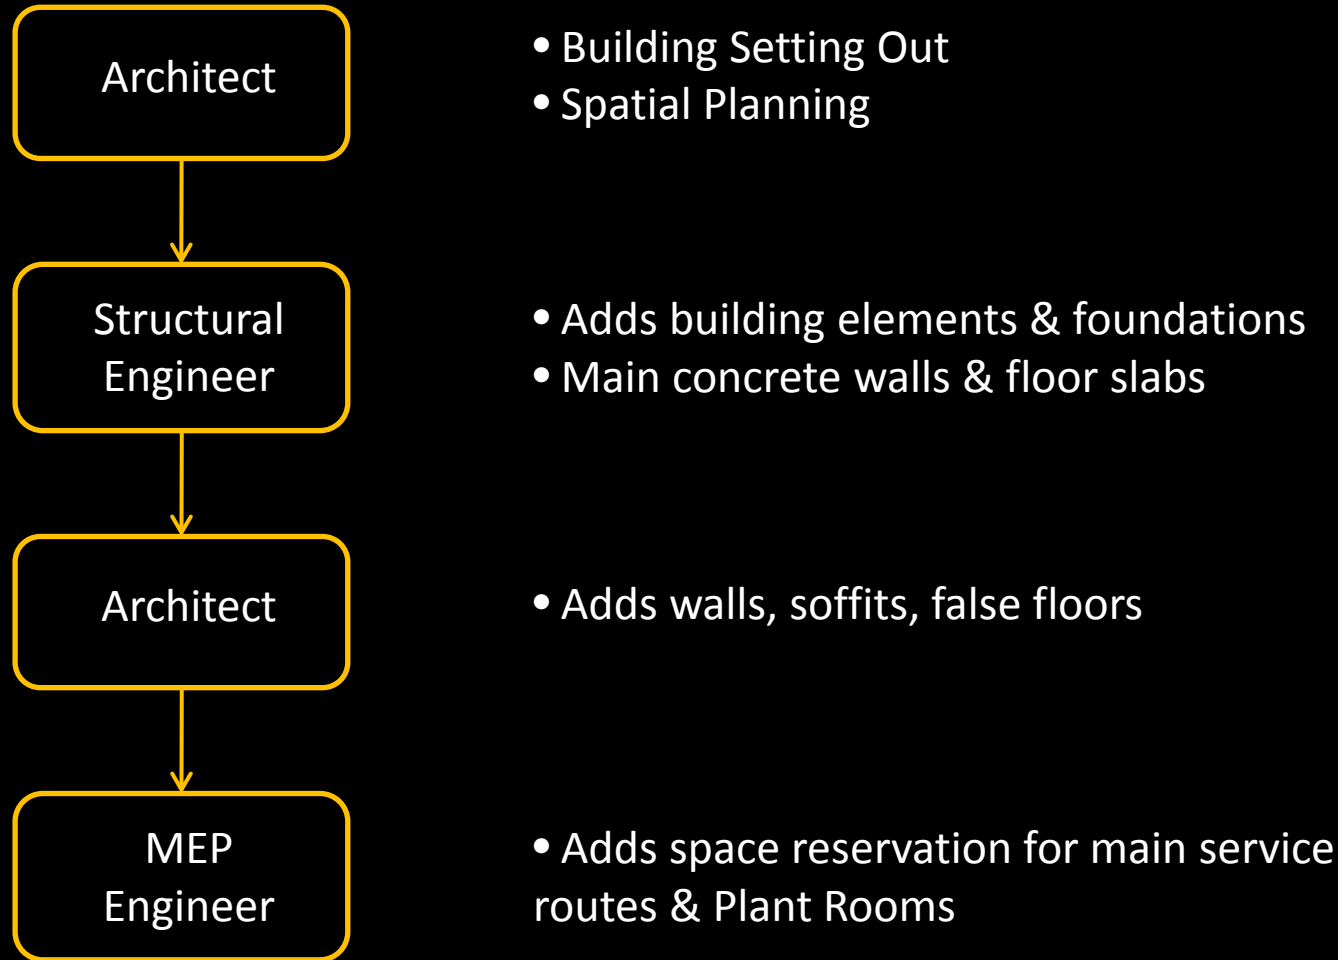 Architect
• Building Setting Out
• Spatial Planning
Structural
Engineer
• Adds building elements & foundations
• Main concrete walls & floor slabs
Architect
• Adds walls, soffits, false floors
MEP
Engineer
• Adds space reservation for main service
routes & Plant Rooms